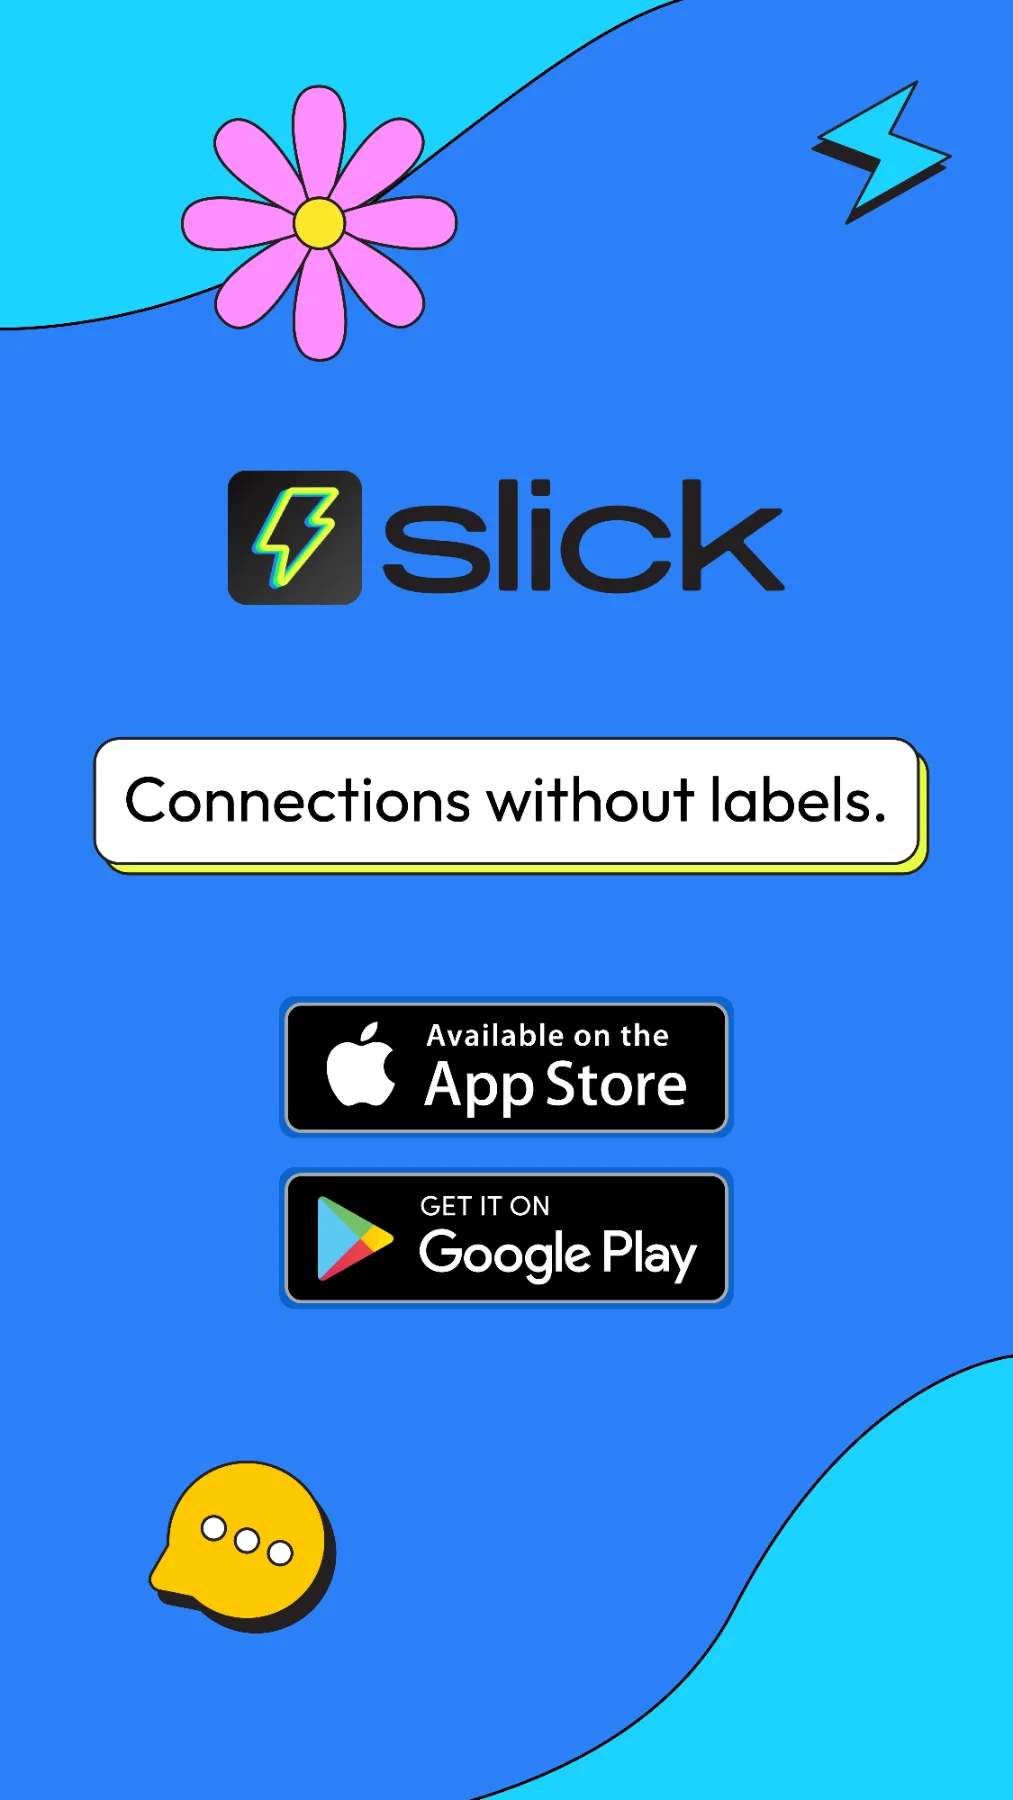 slick
Connections without labels.
Available on the
App Store
GET IT ON
Google Play